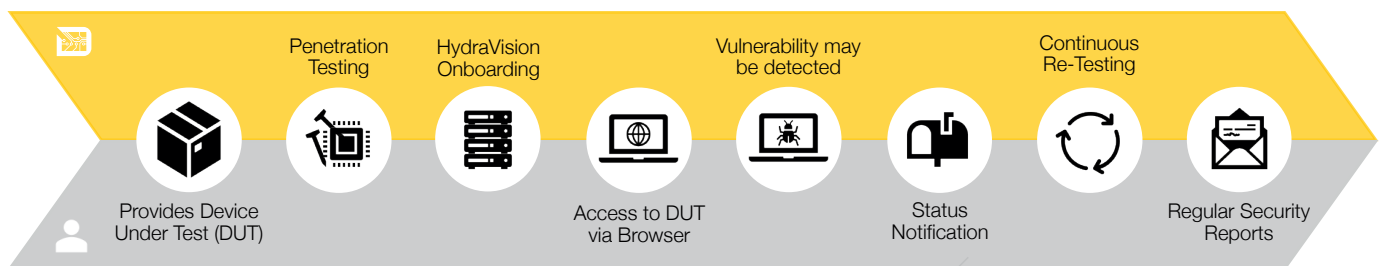 Penetration
Testing
HydraVision
Onboarding
Vulnerability may
be detected
Continuous
Re-Testing
Provides Device
Under Test (DUT)
Access to DUT
via Browser
Status
Notification
Regular Security
Reports